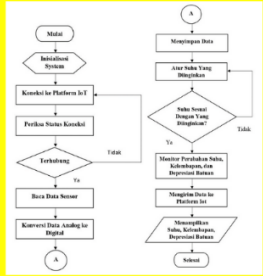 Mulai
Inisialisasi
System
Koneksi ke Platform IoT
Periksa Status Koneksi
Terhubung
Tidak
Ya
Baca Data Sensor
Konversi Data Analog ke
Digital
A
A
Menyimpan Data
Atur Suhu Yang
Diinginkan
Suhu Sesuai
Dengan Yang
Diinginkan?
Tidak
Ya
Monitor Perubahan Suhu,
Kelembapan, dan
Deprestasi Batuan
Mengirim Data ke
Platform Iot
Menampilkan
Suhu, Kelembapan,
Deprestasi Batuan
Selesai